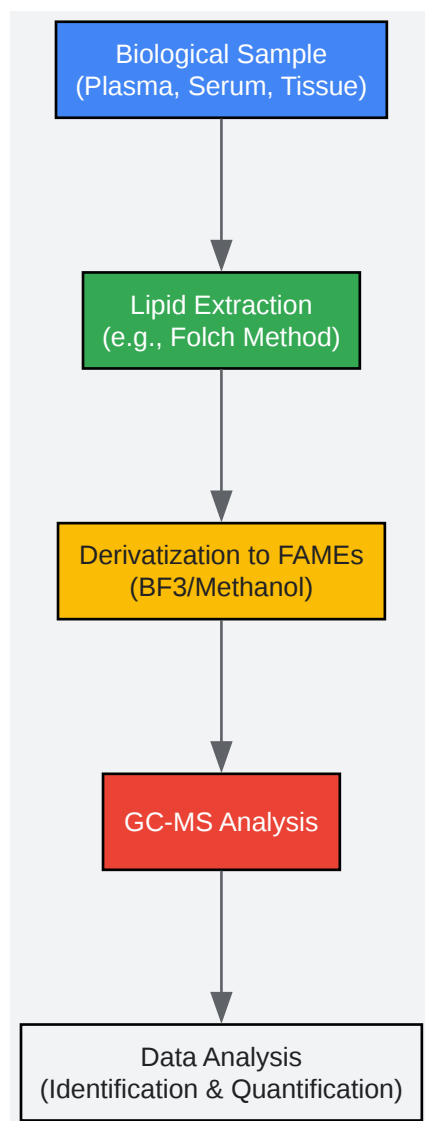 Biological Sample
(Plasma, Serum, Tissue)
Lipid Extraction
(e.g., Folch Method)
Derivatization to FAMEs
(BF3/Methanol)
GC-MS Analysis
Data Analysis
(Identification & Quantification)